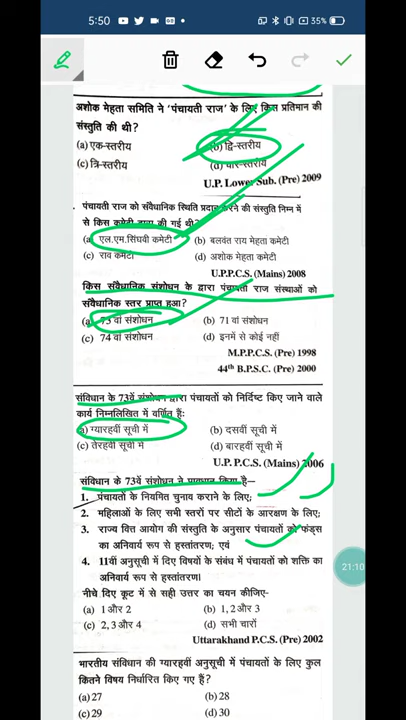 5:50
35%
अशोक मेहता समिति ने 'पंचायती राज' के लिए किस प्रतिमान की
संस्तुति की थी?
(a) एक-स्तरीय (b) द्वि-स्तरीय
(c) त्रि-स्तरीय (d) चार-स्तरीय
U.P. Lower Sub. (Pre) 2009
. पंचायती राज को संवैधानिक स्थिति प्रदान करने की संस्तुति निम्न में
से किस कमेटी द्वारा की गई थी?
(a) एल.एम.सिंघवी कमेटी (b) बलवंत राय मेहता कमेटी
(c) राव कमेटी (d) अशोक मेहता कमेटी
U.P.P.C.S. (Mains) 2008
किस संवैधानिक संशोधन के द्वारा पंचायती राज संस्थाओं को
संवैधानिक स्तर प्राप्त हुआ?
(a) 73 वां संशोधन (b) 71 वां संशोधन
(c) 74 वां संशोधन (d) इनमें से कोई नहीं
M.P.P.C.S. (Pre) 1998
44th B.P.S.C. (Pre) 2000
संविधान के 73वें संशोधन द्वारा पंचायतों को निर्दिष्ट किए जाने वाले
कार्य निम्नलिखित में वर्णित हैं:
(a) ग्यारहवीं सूची में (b) दसवीं सूची में
(c) तेरहवीं सूची में (d) बारहवीं सूची में
U.P.P.C.S. (Mains) 2006
संविधान के 73वें संशोधन ने प्रावधान किया है-
1. पंचायतों के नियमित चुनाव कराने के लिए;
2. महिलाओं के लिए सभी स्तरों पर सीटों के आरक्षण के लिए;
3. राज्य वित्त आयोग की संस्तुति के अनुसार पंचायतों को फंड्स
का अनिवार्य रूप से हस्तांतरण; एवं
4. 11वीं अनुसूची में दिए विषयों के संबंध में पंचायतों को शक्ति का
अनिवार्य रूप से हस्तांतरण।
नीचे दिए कूट में से सही उत्तर का चयन कीजिए-
(a) 1 और 2 (b) 1, 2 और 3
(c) 2, 3 और 4 (d) सभी चारों
Uttarakhand P.C.S. (Pre) 2002
21:10
भारतीय संविधान की ग्यारहवीं अनुसूची में पंचायतों के लिए कुल
कितने विषय निर्धारित किए गए हैं?
(a) 27 (b) 28
(c) 29 (d) 30